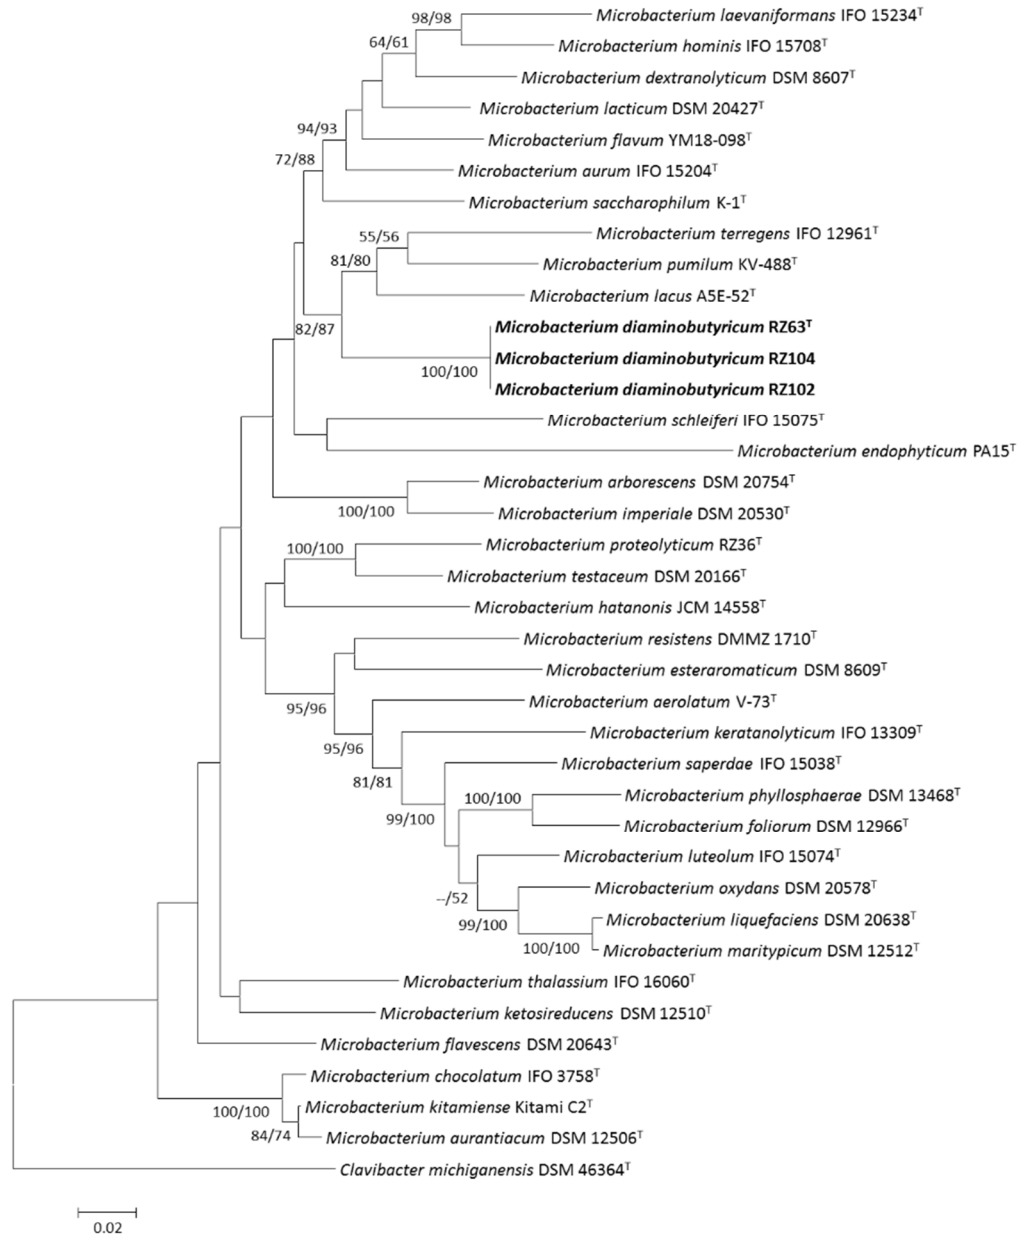 98/98
Microbacterium laevaniformans IFO 15234ᵀ
64/61
Microbacterium hominis IFO 15708ᵀ
Microbacterium dextranolyticum DSM 8607ᵀ
Microbacterium lacticum DSM 20427ᵀ
94/93
Microbacterium flavum YM18-098ᵀ
72/88
Microbacterium aurum IFO 15204ᵀ
Microbacterium saccharophilum K-1ᵀ
55/56
Microbacterium terregens IFO 12961ᵀ
81/80
Microbacterium pumilum KV-488ᵀ
Microbacterium lacus A5E-52ᵀ
82/87
Microbacterium diaminobutyricum RZ63ᵀ
Microbacterium diaminobutyricum RZ104
100/100
Microbacterium diaminobutyricum RZ102
Microbacterium schleiferi IFO 15075ᵀ
Microbacterium endophyticum PA15ᵀ
Microbacterium arborescens DSM 20754ᵀ
100/100
Microbacterium imperiale DSM 20530ᵀ
100/100
Microbacterium proteolyticum RZ36ᵀ
Microbacterium testaceum DSM 20166ᵀ
Microbacterium hatanonis JCM 14558ᵀ
Microbacterium resistens DMMZ 1710ᵀ
Microbacterium esteraromaticum DSM 8609ᵀ
95/96
Microbacterium aerolatum V-73ᵀ
95/96
Microbacterium keratanolyticum IFO 13309ᵀ
81/81
Microbacterium saperdae IFO 15038ᵀ
100/100
Microbacterium phyllosphaerae DSM 13468ᵀ
99/100
Microbacterium foliorum DSM 12966ᵀ
Microbacterium luteolum IFO 15074ᵀ
--/52
Microbacterium oxydans DSM 20578ᵀ
99/100
Microbacterium liquefaciens DSM 20638ᵀ
100/100
Microbacterium maritypicum DSM 12512ᵀ
Microbacterium thalassium IFO 16060ᵀ
Microbacterium ketosireducens DSM 12510ᵀ
Microbacterium flavescens DSM 20643ᵀ
Microbacterium chocolatum IFO 3758ᵀ
100/100
Microbacterium kitamiense Kitami C2ᵀ
84/74
Microbacterium aurantiacum DSM 12506ᵀ
Clavibacter michiganensis DSM 46364ᵀ
0.02